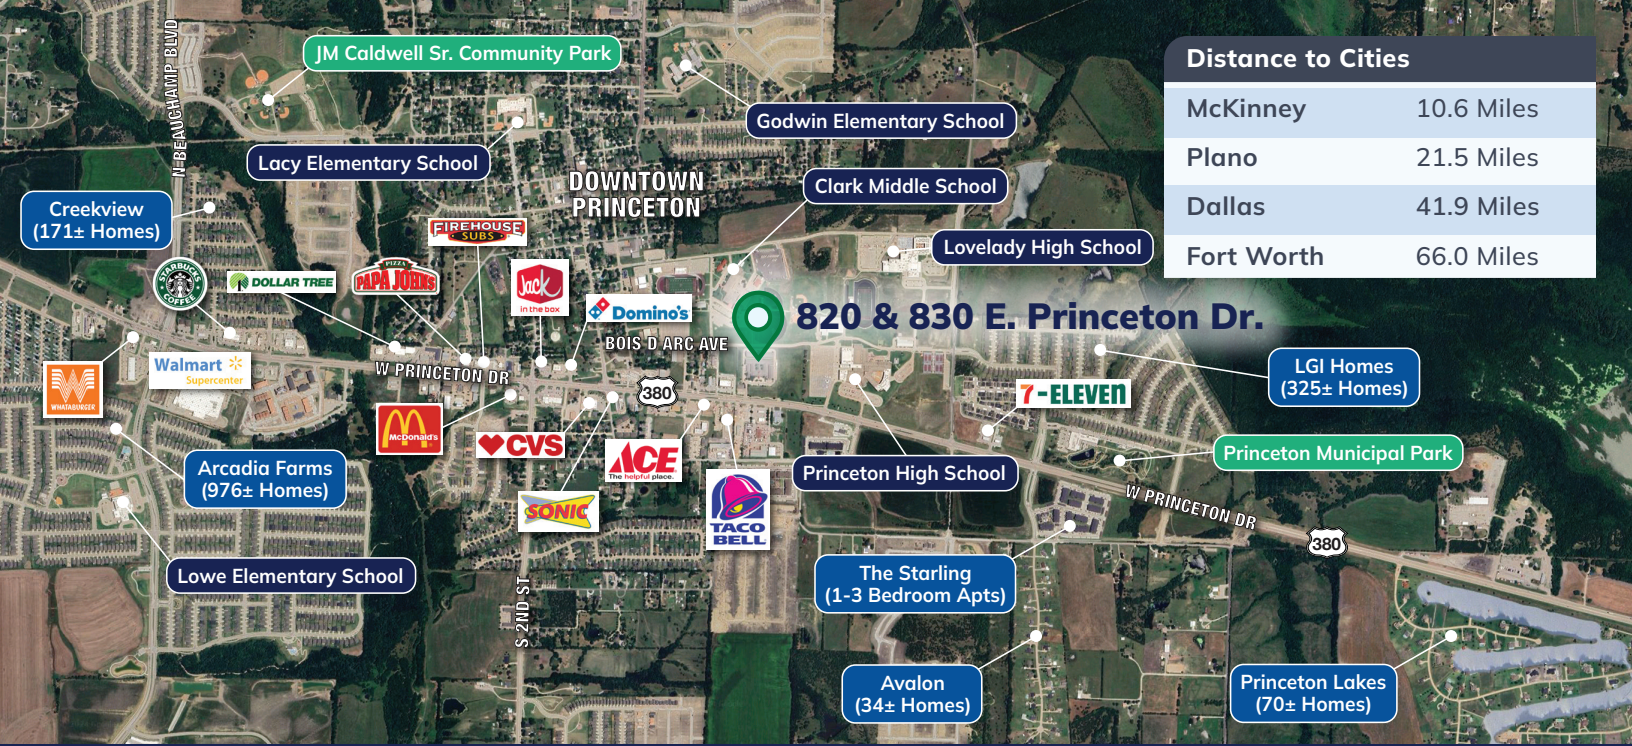 N BEAUCHAMP BLVD
JM Caldwell Sr. Community Park
Godwin Elementary School
Lacy Elementary School
DOWNTOWN
PRINCETON
Clark Middle School
Lovelady High School
Distance to Cities
McKinney 10.6 Miles
Plano 21.5 Miles
Dallas 41.9 Miles
Fort Worth 66.0 Miles
Creekview
(171± Homes)
STARBUCKS
COFFEE
DOLLAR TREE
PIZZA
PAPA JOHNS
FIREHOUSE
SUBS
Jack
in the box
Domino's
BOIS D ARC AVE
820 & 830 E. Princeton Dr.
W PRINCETON DR
380
WHATABURGER
Walmart
Supercenter
McDonald's
CVS
ACE
The helpful place.
SONIC
TACO
BELL
7-ELEVEN
LGI Homes
(325± Homes)
Princeton High School
Princeton Municipal Park
W PRINCETON DR
380
Arcadia Farms
(976± Homes)
Lowe Elementary School
S 2ND ST
The Starling
(1-3 Bedroom Apts)
Avalon
(34± Homes)
Princeton Lakes
(70± Homes)